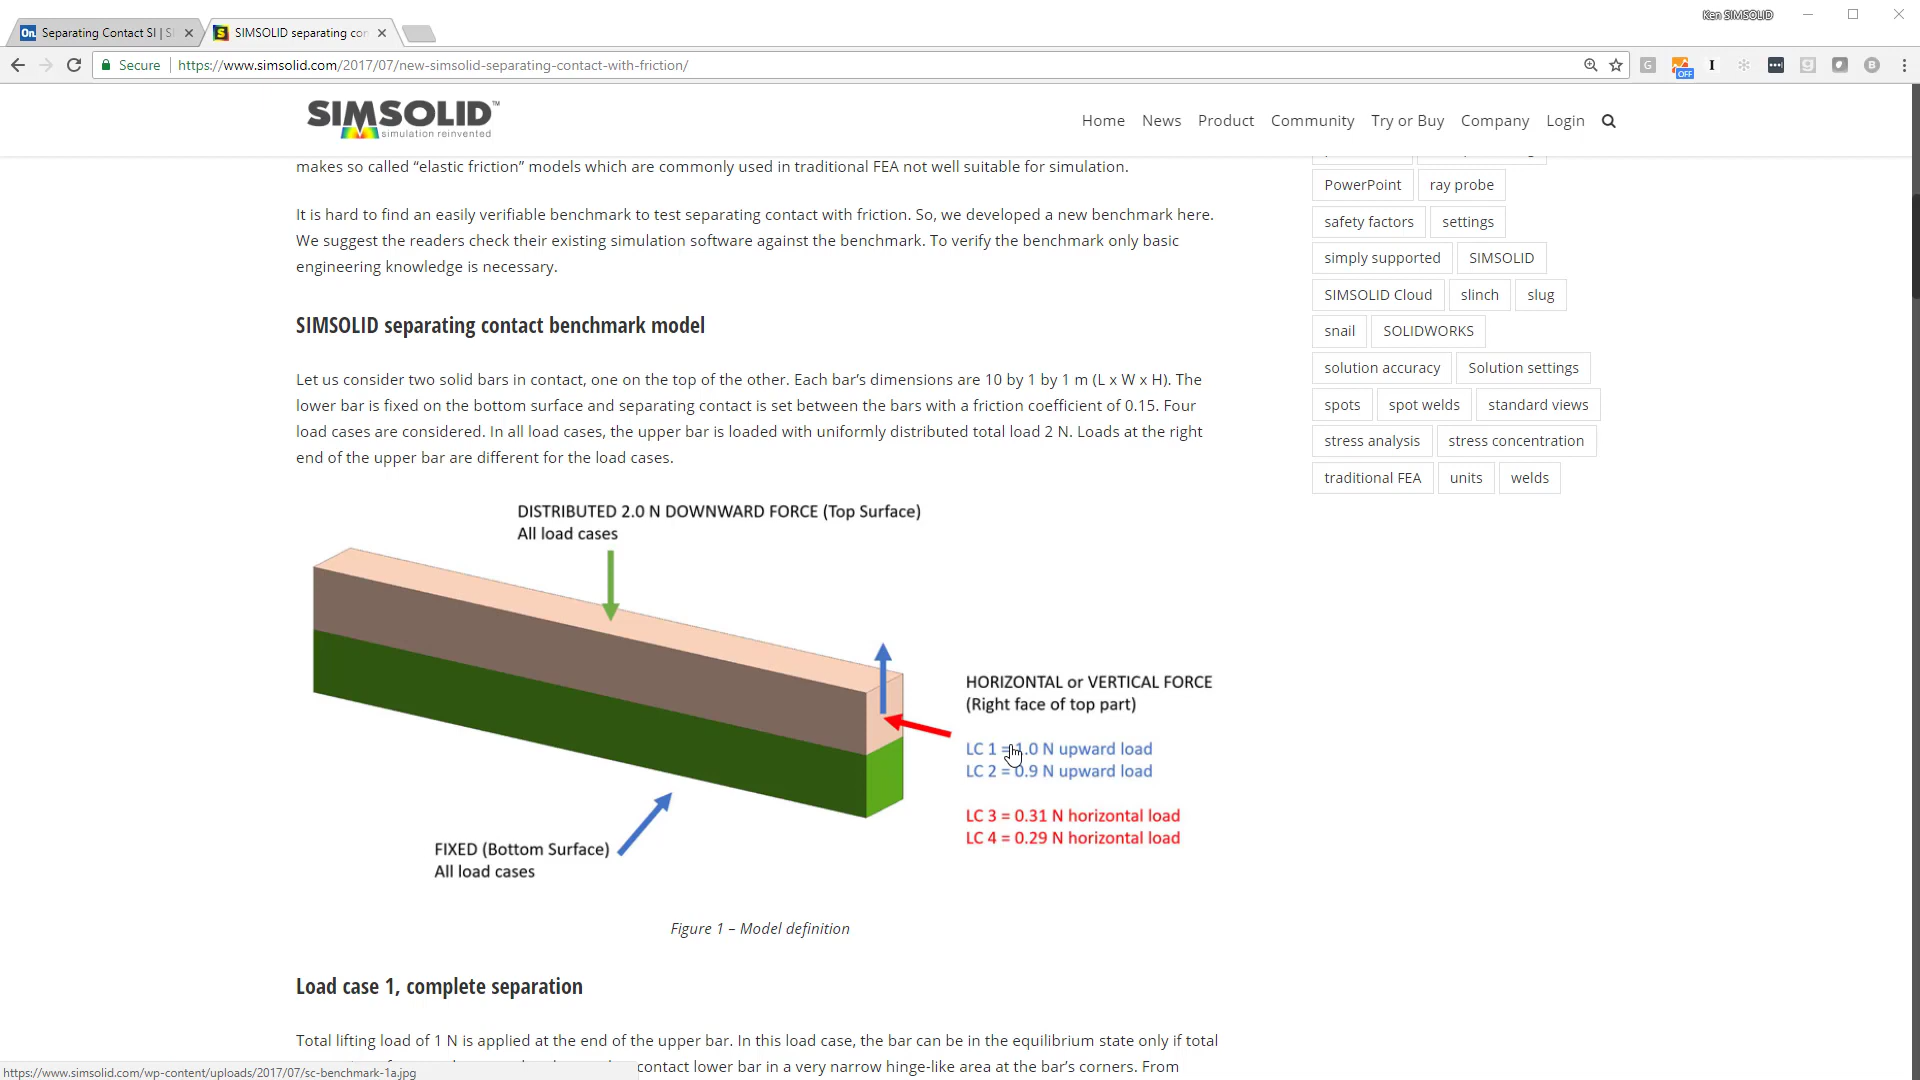 Ken SIMSOLID
Separating Contact SI | S
SIMSOLID separating con
Secure
https://www.simsolid.com/2017/07/new-simsolid-separating-contact-with-friction/
OFF
SIMSOLID™
simulation reinvented
Home
News
Product
Community
Try or Buy
Company
Login
makes so called “elastic friction” models which are commonly used in traditional FEA not well suitable for simulation.
It is hard to find an easily verifiable benchmark to test separating contact with friction. So, we developed a new benchmark here.
We suggest the readers check their existing simulation software against the benchmark. To verify the benchmark only basic
engineering knowledge is necessary.
SIMSOLID separating contact benchmark model
Let us consider two solid bars in contact, one on the top of the other. Each bar’s dimensions are 10 by 1 by 1 m (L x W x H). The
lower bar is fixed on the bottom surface and separating contact is set between the bars with a friction coefficient of 0.15. Four
load cases are considered. In all load cases, the upper bar is loaded with uniformly distributed total load 2 N. Loads at the right
end of the upper bar are different for the load cases.
DISTRIBUTED 2.0 N DOWNWARD FORCE (Top Surface)
All load cases
HORIZONTAL or VERTICAL FORCE
(Right face of top part)
LC 1 = 1.0 N upward load
LC 2 = 0.9 N upward load
LC 3 = 0.31 N horizontal load
LC 4 = 0.29 N horizontal load
FIXED (Bottom Surface)
All load cases
Figure 1 – Model definition
Load case 1, complete separation
Total lifting load of 1 N is applied at the end of the upper bar. In this load case, the bar can be in the equilibrium state only if total
contact lower bar in a very narrow hinge-like area at the bar’s corners. From
PowerPoint
ray probe
safety factors
settings
simply supported
SIMSOLID
SIMSOLID Cloud
slinch
slug
snail
SOLIDWORKS
solution accuracy
Solution settings
spots
spot welds
standard views
stress analysis
stress concentration
traditional FEA
units
welds
https://www.simsolid.com/wp-content/uploads/2017/07/sc-benchmark-1a.jpg